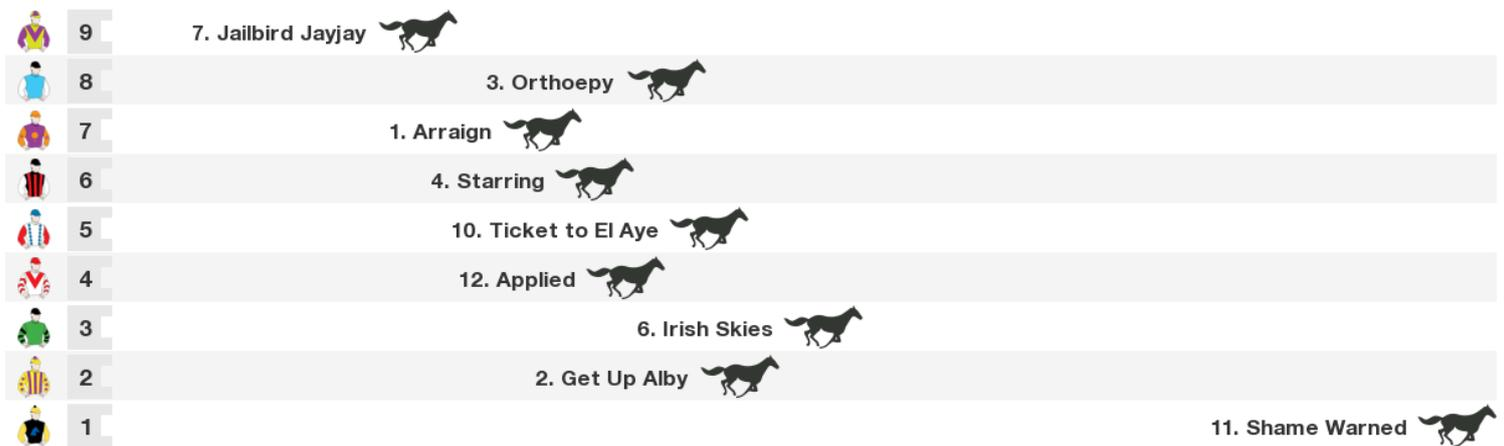 9 7. Jailbird Jayjay
8 3. Orthoepy
7 1. Arraign
6 4. Starring
5 10. Ticket to El Aye
4 12. Applied
3 6. Irish Skies
2 2. Get Up Alby
1 11. Shame Warned